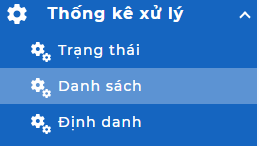 Thống kê xử lý
Trạng thái
Danh sách
Định danh